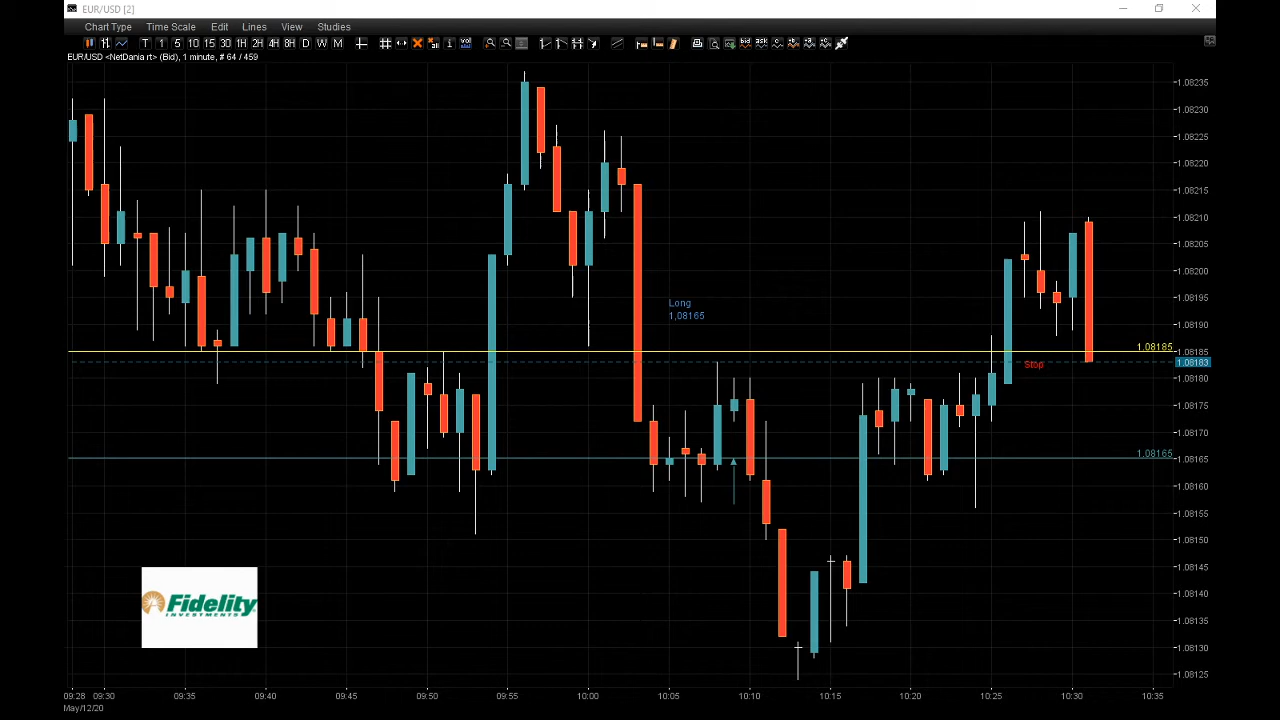 EUR/USD [2]
Chart Type Time Scale Edit Lines View Studies
T 1 5 10 15 30 1H 2H 4H 8H D W M
EUR/USD <NetDania rt> (Bid), 1 minute, # 64 / 459
1.08235
1.08230
1.08225
1.08220
1.08215
1.08210
1.08205
1.08200
1.08195
Long
1,08165
1.08190
1.08185
1.08185
1.08183
Stop
1.08180
1.08175
1.08170
1.08165
1.08165
1.08160
1.08155
1.08150
1.08145
1.08140
1.08135
1.08130
1.08125
Fidelity
INVESTMENTS
09:28 09:30 09:35 09:40 09:45 09:50 09:55 10:00 10:05 10:10 10:15 10:20 10:25 10:30 10:35
May/12/20